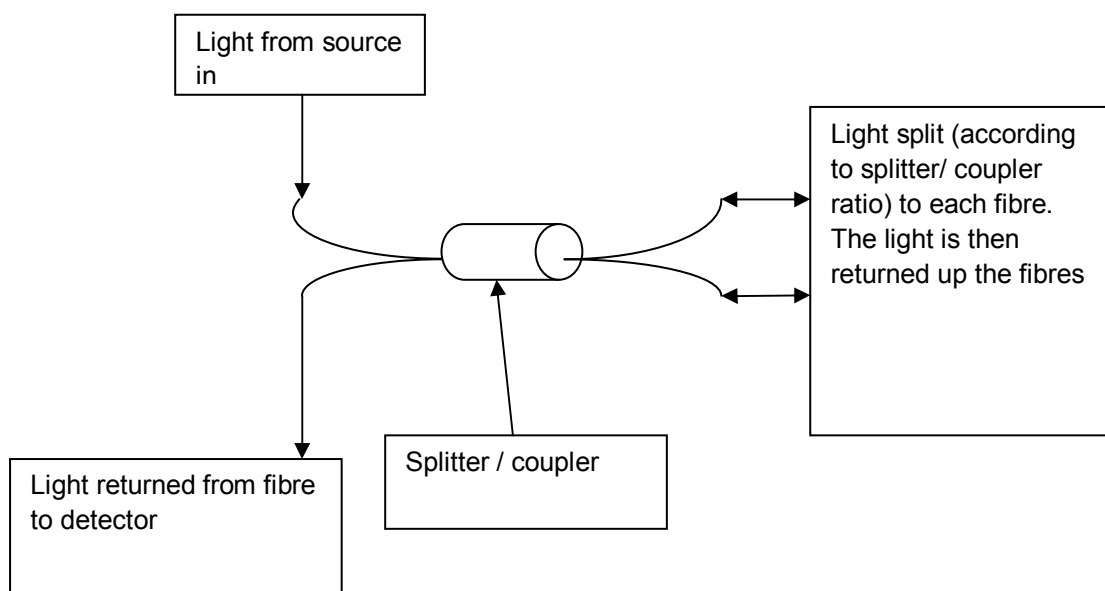 Light from source
in
Light split (according
to splitter/ coupler
ratio) to each fibre.
The light is then
returned up the fibres
Splitter / coupler
Light returned from fibre
to detector